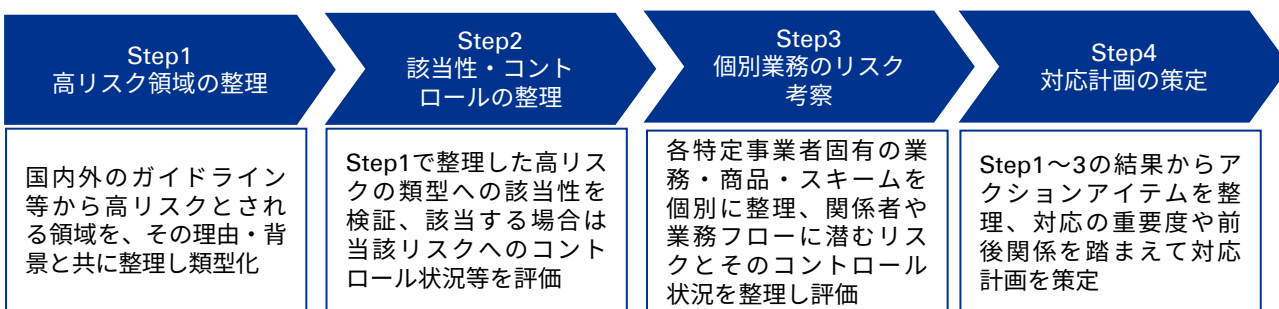 Step1
高リスク領域の整理
国内外のガイドライン
等から高リスクとされ
る領域を、その理由・背
景と共に整理し類型化
Step2
該当性・コント
ロールの整理
Step1で整理した高リス
クの類型への該当性を
検証、該当する場合は
当該リスクへのコント
ロール状況等を評価
Step3
個別業務のリスク
考察
各特定事業者固有の業
務・商品・スキームを
個別に整理、関係者や
業務フローに潜むリス
クとそのコントロール
状況を整理し評価
Step4
対応計画の策定
Step1～3の結果からア
クションアイテムを整
理、対応の重要度や前
後関係を踏まえて対応
計画を策定